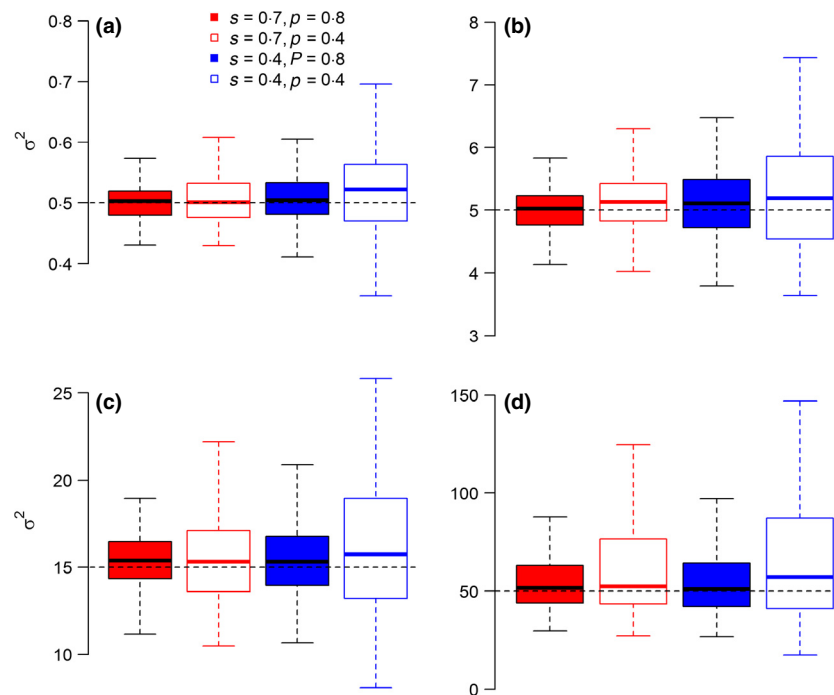 (a)
s = 0·7, p = 0·8
s = 0·7, p = 0·4
s = 0·4, P = 0·8
s = 0·4, p = 0·4
0·8
0·7
0·6
0·5
0·4
σ²
(b)
8
7
6
5
4
3
(c)
25
20
15
10
σ²
(d)
150
100
50
0